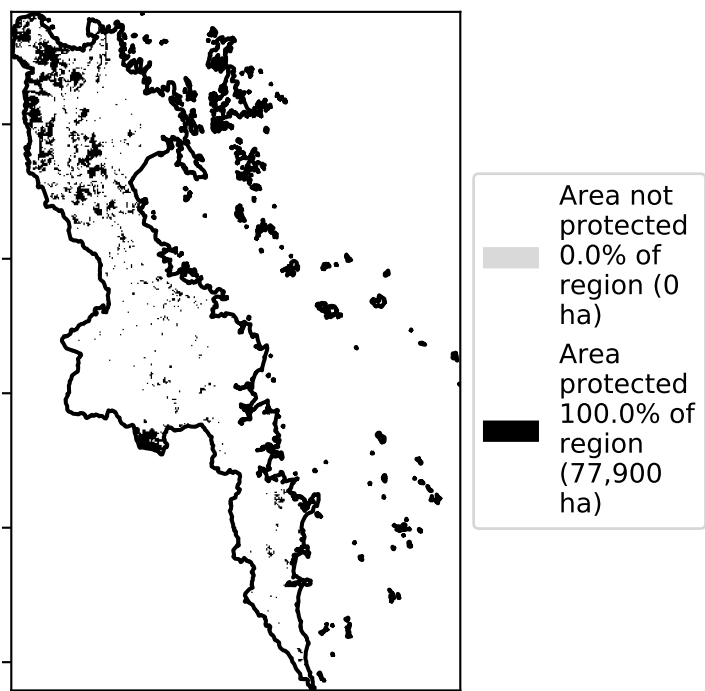 Area not
protected
0.0% of
region (0
ha)
Area
protected
100.0% of
region
(77,900
ha)